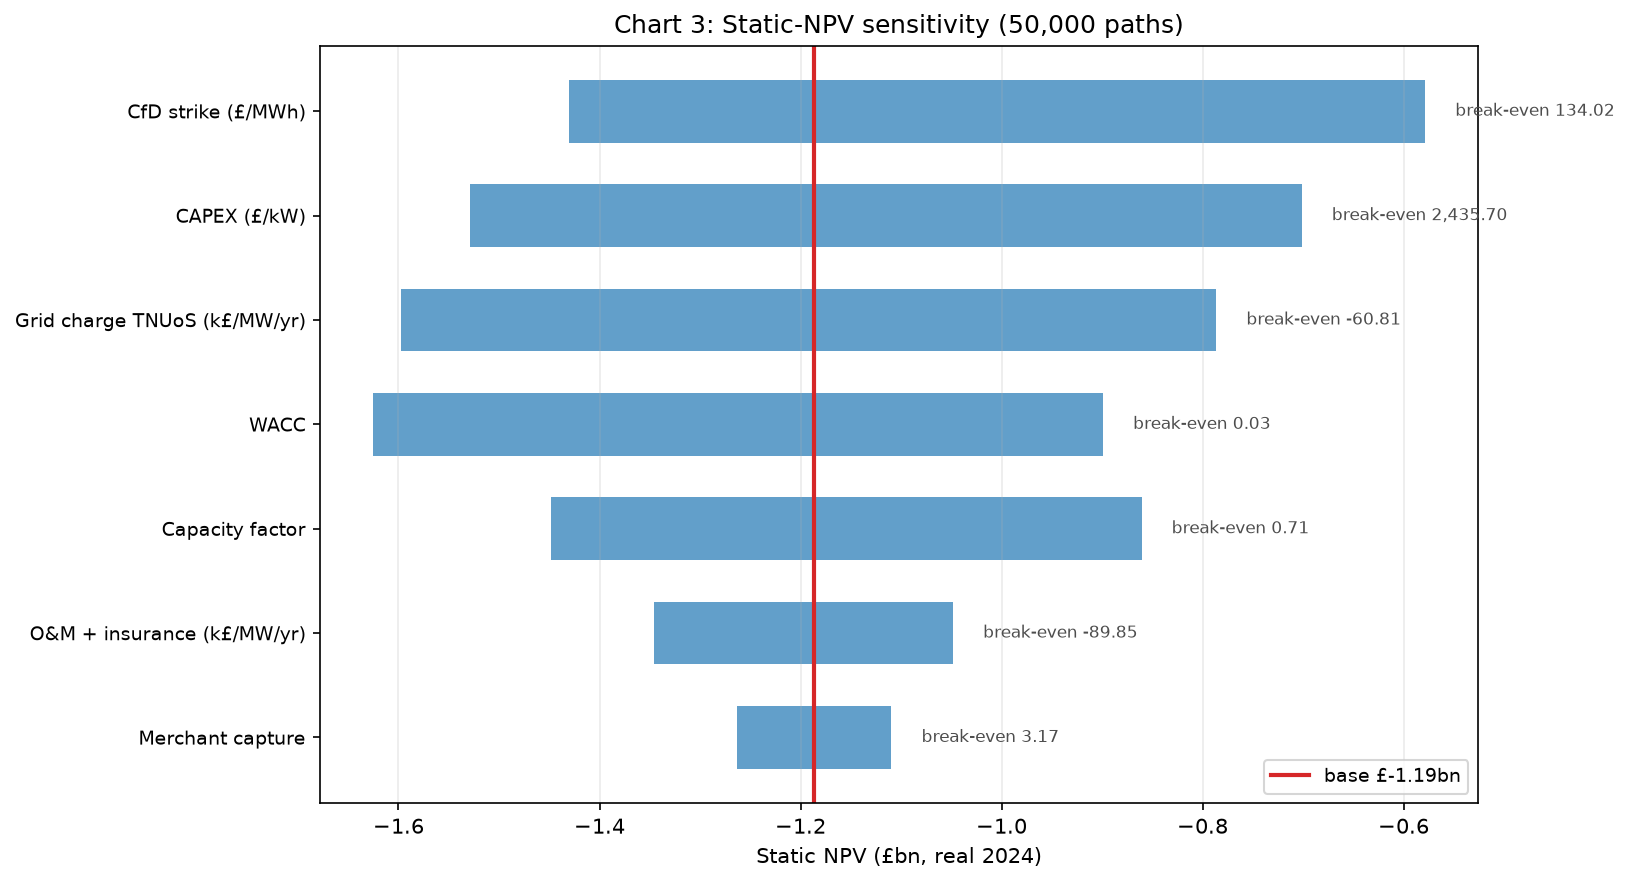 Chart 3: Static-NPV sensitivity (50,000 paths)
CfD strike (£/MWh)
break-even 134.02
CAPEX (£/kW)
break-even 2,435.70
Grid charge TNUoS (k£/MW/yr)
break-even -60.81
WACC
break-even 0.03
Capacity factor
break-even 0.71
O&M + insurance (k£/MW/yr)
break-even -89.85
Merchant capture
break-even 3.17
base £-1.19bn
−1.6 −1.4 −1.2 −1.0 −0.8 −0.6
Static NPV (£bn, real 2024)